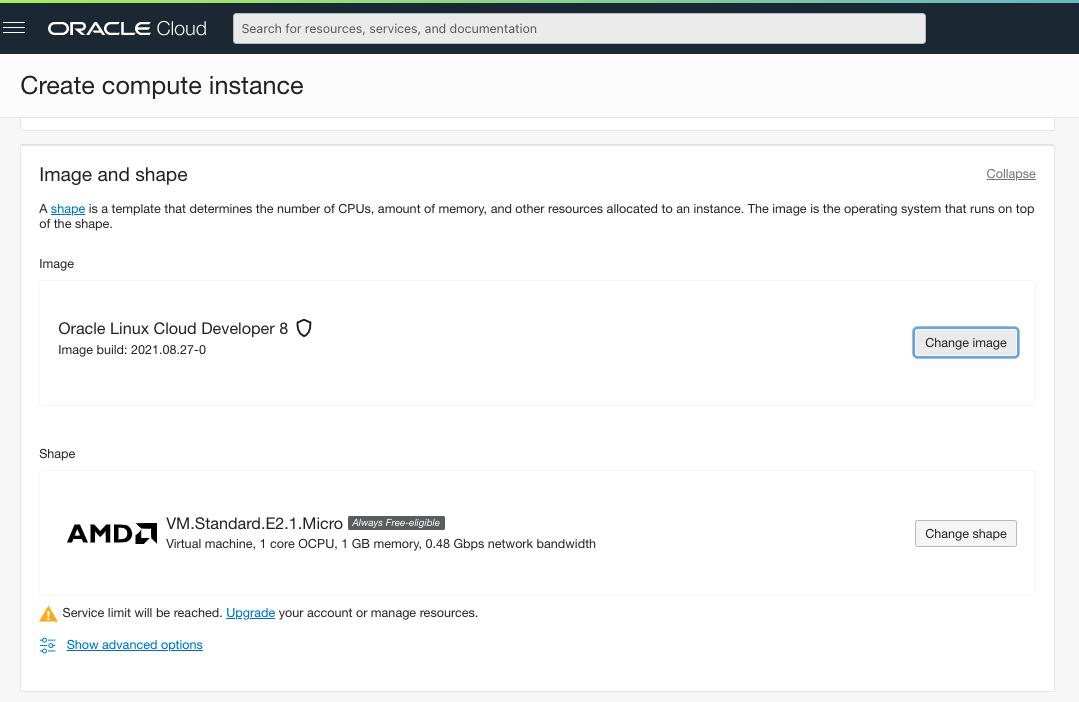 ORACLE Cloud
Search for resources, services, and documentation
Create compute instance
Image and shape
Collapse
A shape is a template that determines the number of CPUs, amount of memory, and other resources allocated to an instance. The image is the operating system that runs on top
of the shape.
Image
Oracle Linux Cloud Developer 8
Image build: 2021.08.27-0
Change image
Shape
AMD
VM.Standard.E2.1.Micro Always Free-eligible
Virtual machine, 1 core OCPU, 1 GB memory, 0.48 Gbps network bandwidth
Change shape
Service limit will be reached. Upgrade your account or manage resources.
Show advanced options